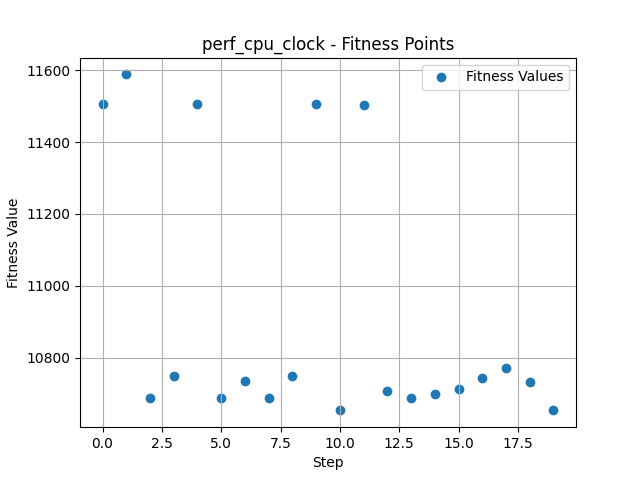 perf_cpu_clock - Fitness Points
Fitness Values
11600
11400
11200
11000
10800
Fitness Value
0.0 2.5 5.0 7.5 10.0 12.5 15.0 17.5
Step